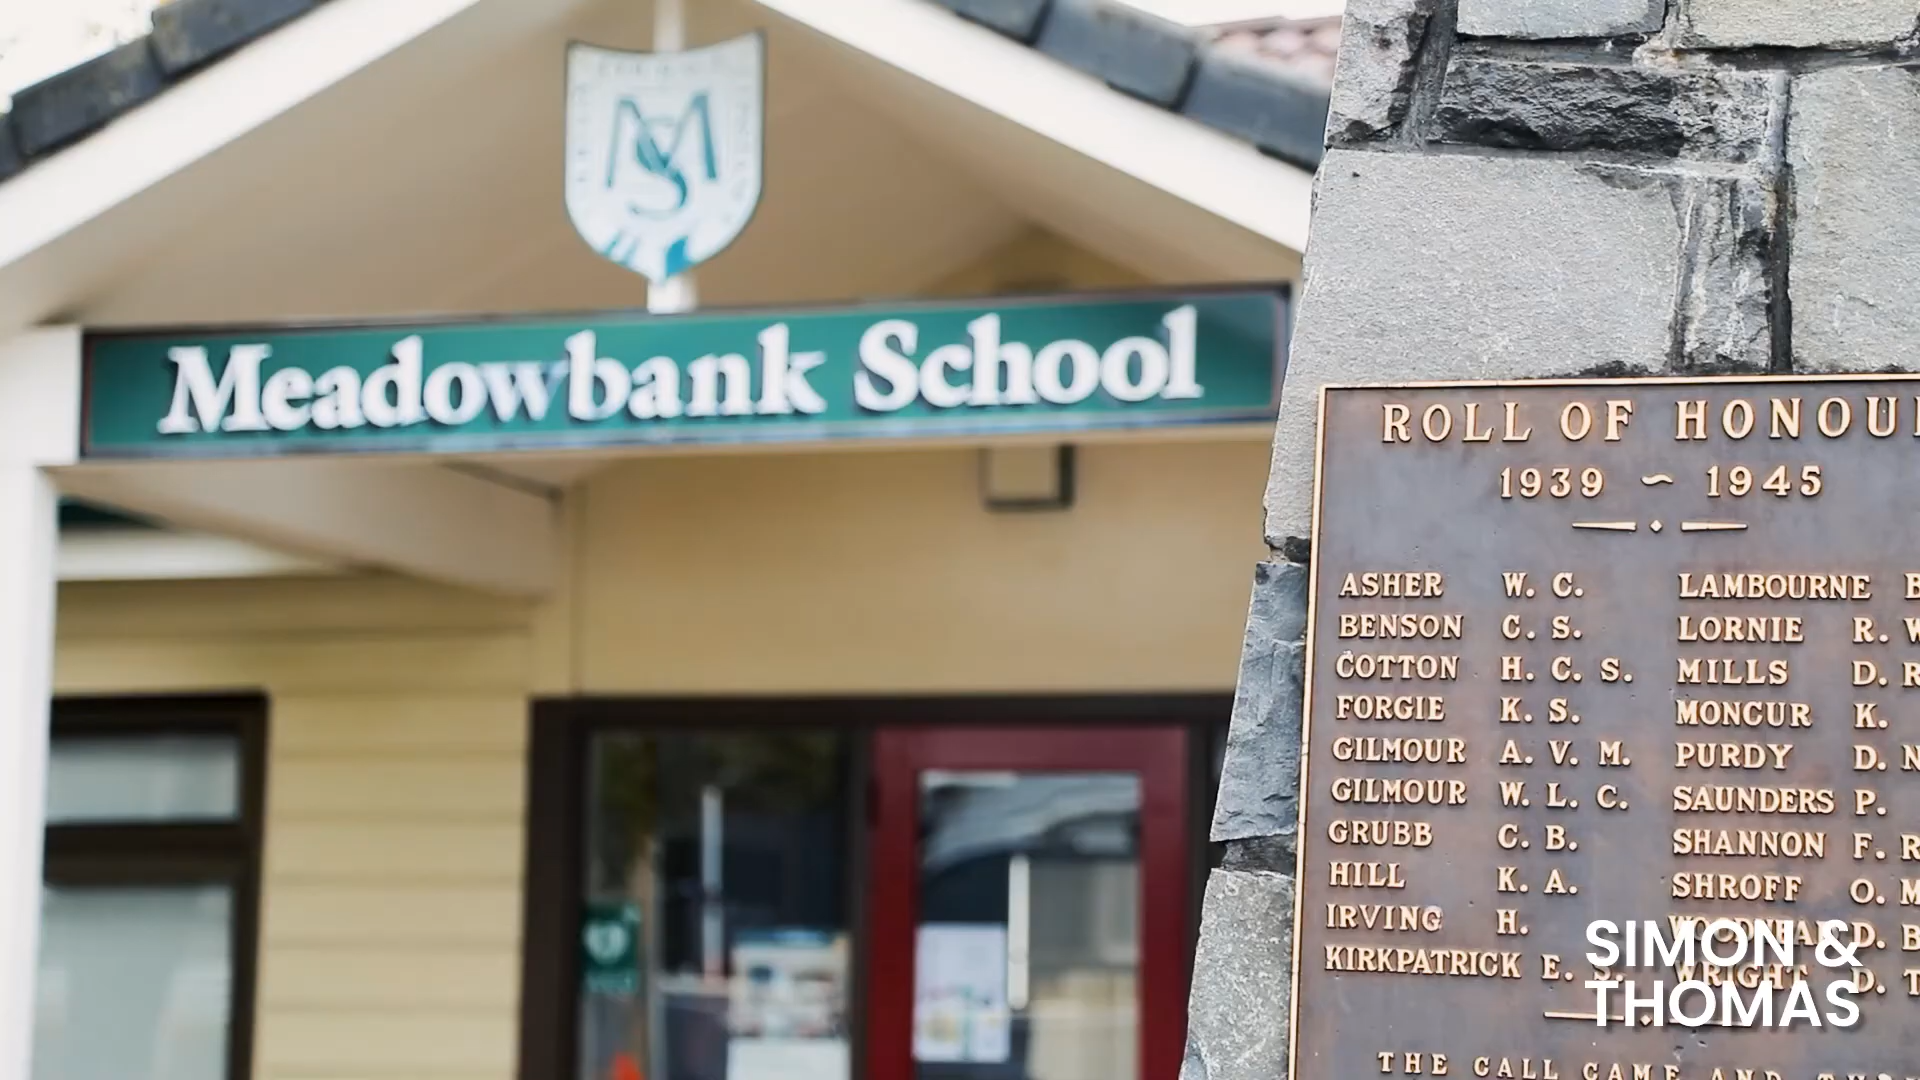 MS
Meadowbank School
ROLL OF HONOU
1939 ~ 1945
ASHER W. C.
BENSON C. S.
COTTON H. C. S.
FORGIE K. S.
GILMOUR A. V. M.
GILMOUR W. L. C.
GRUBB C. B.
HILL K. A.
IRVING H.
KIRKPATRICK E. S.
LAMBOURNE B
LORNIE R. W
MILLS D. R
MONCUR K.
PURDY D. N
SAUNDERS P.
SHANNON F. R
SHROFF O. M
D. B
WRIGHT D. T
THE CALL CAME AND
SIMON &
THOMAS